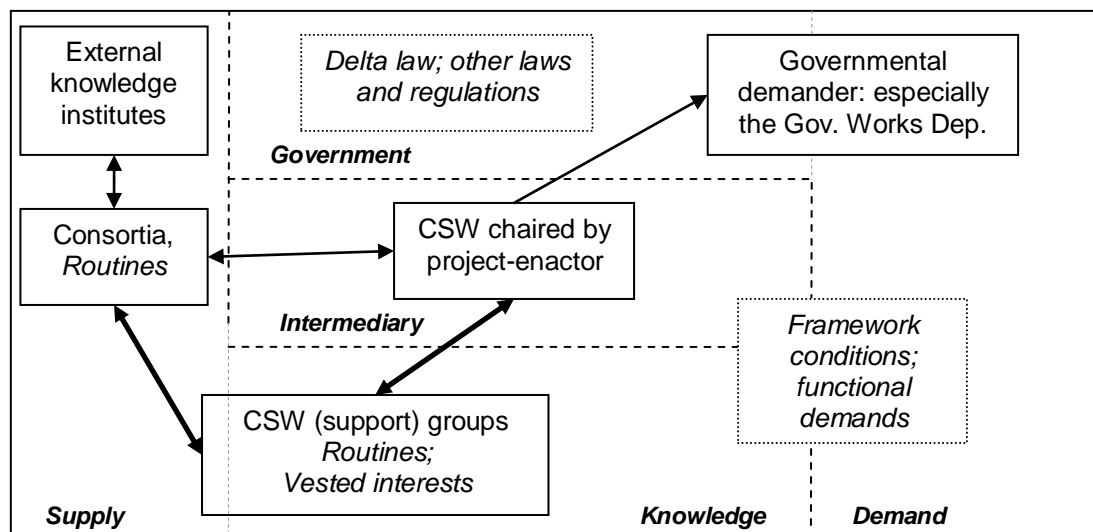 External
knowledge
institutes
Delta law; other laws
and regulations
Governmental
demander: especially
the Gov. Works Dep.
Government
Consortia,
Routines
CSW chaired by
project-enactor
Intermediary
Framework
conditions;
functional
demands
CSW (support) groups
Routines;
Vested interests
Supply
Knowledge
Demand